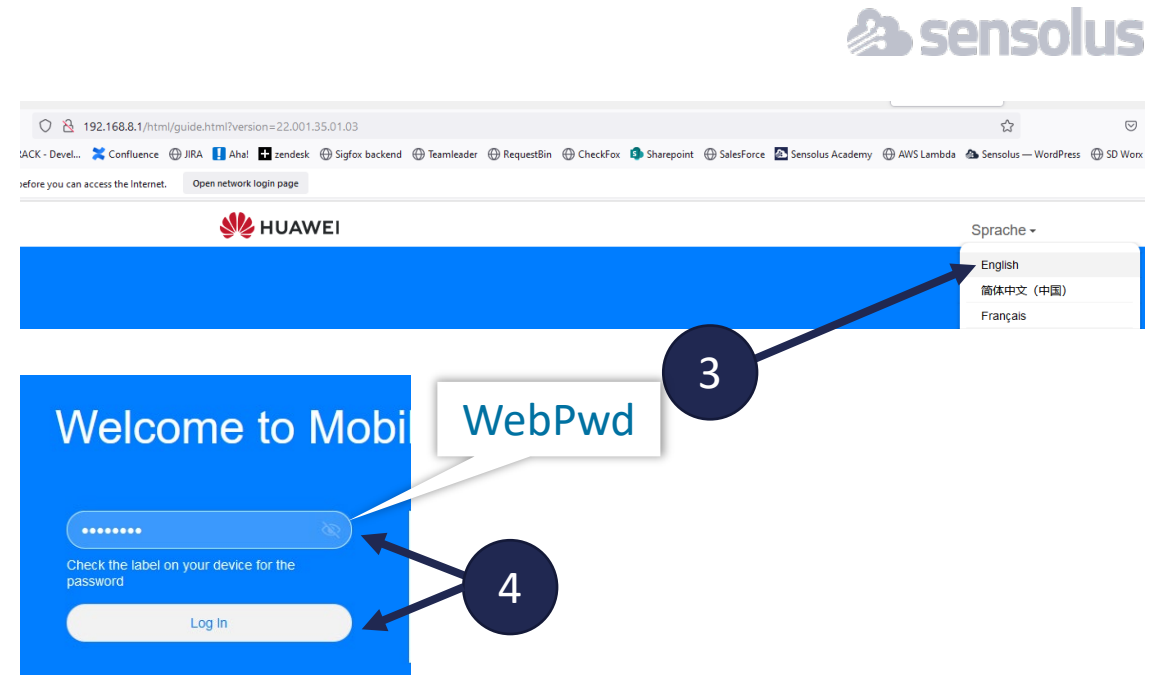 sensolus
192.168.8.1/html/guide.html?version=22.001.35.01.03
ACK - Devel... Confluence JIRA Aha! zendesk Sigfox backend Teamleader RequestBin CheckFox Sharepoint SalesForce Sensolus Academy AWS Lambda Sensolus — WordPress SD Worx
efore you can access the Internet. Open network login page
HUAWEI
Sprache
English
简体中文（中国）
Français
3
Welcome to Mobil
WebPwd
Check the label on your device for the
password
4
Log In